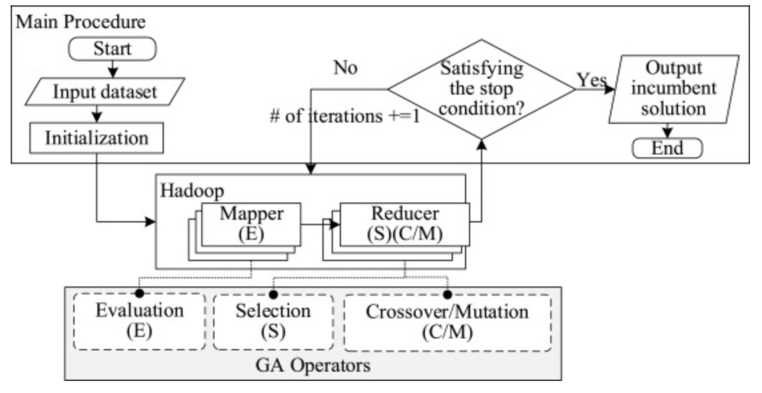 Main Procedure
Start
Input dataset
Initialization
No
# of iterations +=1
Satisfying
the stop
condition?
Yes
Output
incumbent
solution
End
Hadoop
Mapper
(E)
Reducer
(S)(C/M)
Evaluation
(E)
Selection
(S)
Crossover/Mutation
(C/M)
GA Operators